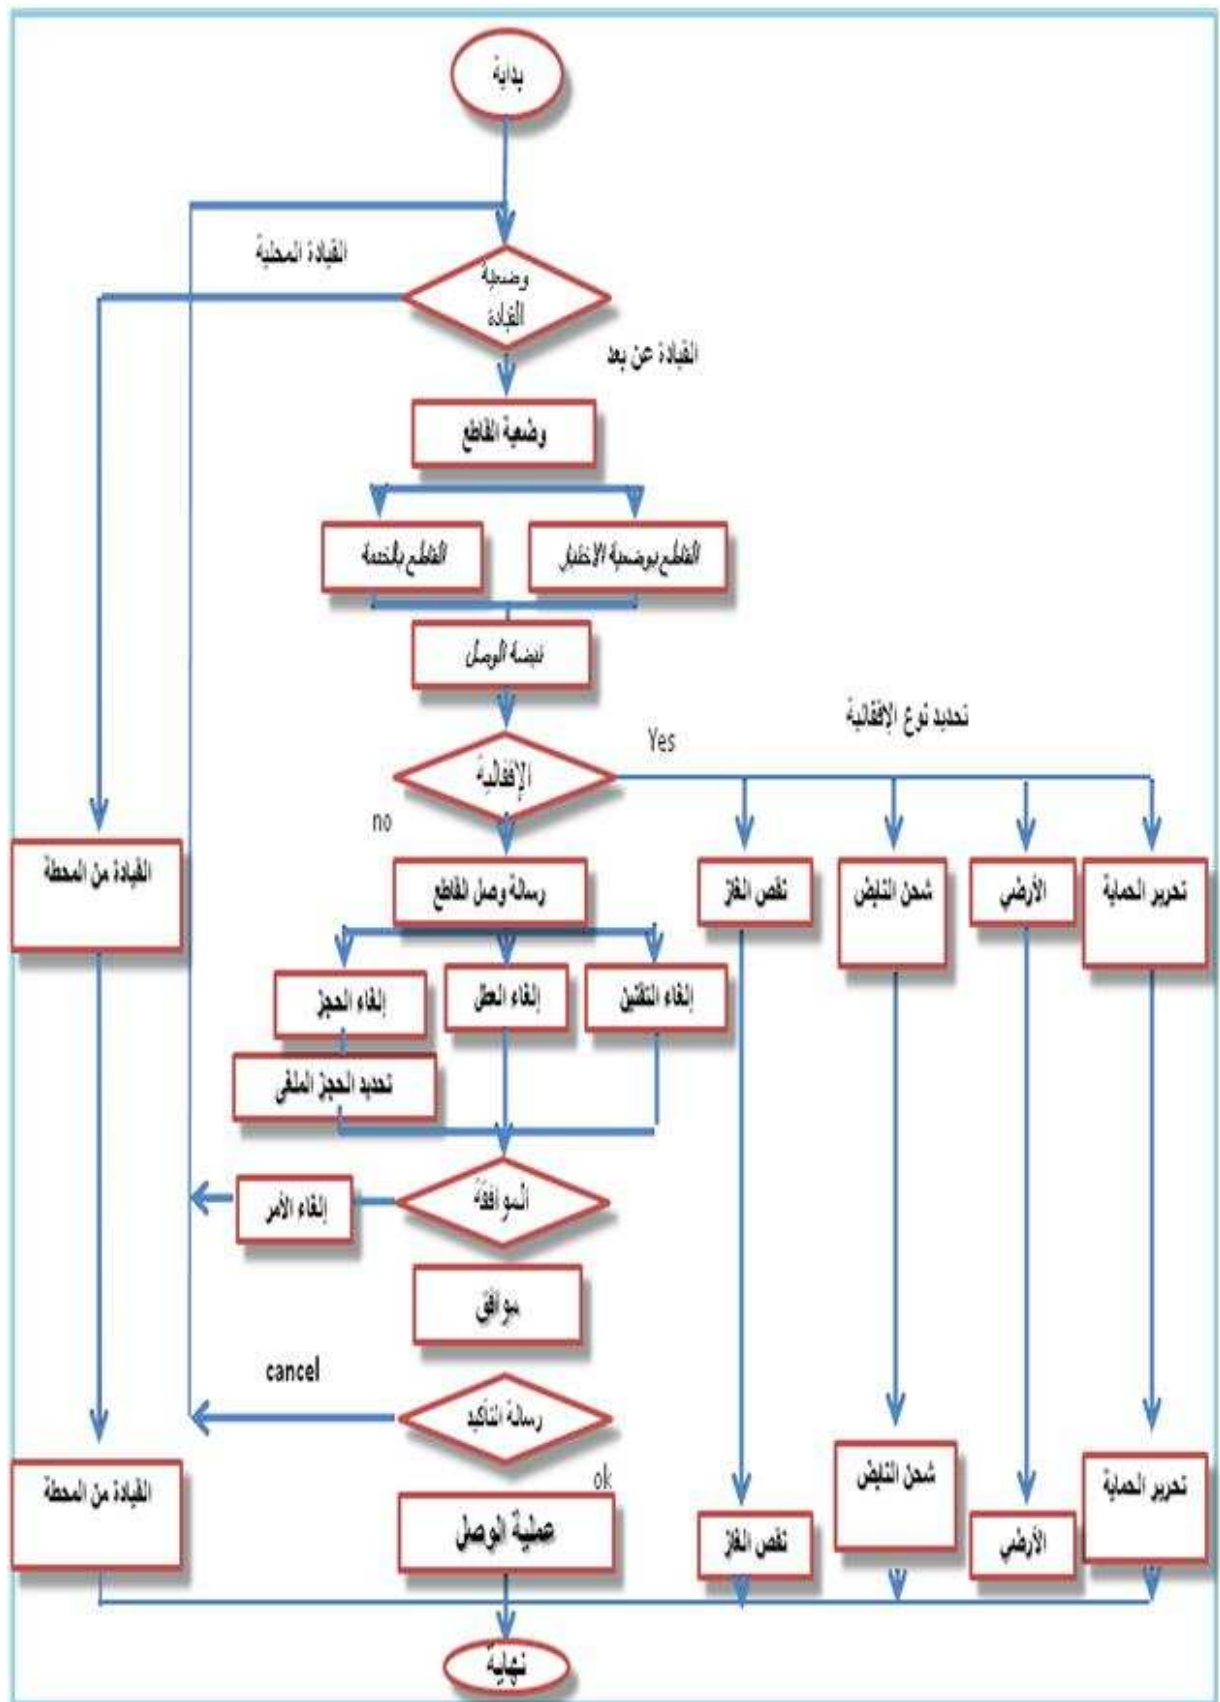 بداية
القيادة المحلية
وضعية
القيادة
القيادة عن بعد
وضعية القاطع
القاطع بوضعية الاختبار
القاطع بالخدمة
نبضة الوصل
تحديد نوع الإقفالية
Yes
الإقفالية
no
تحرير الحماية
الأرضي
شحن النابض
نقص الغاز
رسالة وصل القاطع
القيادة من المحطة
إلغاء التقنين
إلغاء العطل
إلغاء الحجز
تحديد الحجز الملغى
الموافقة
إلغاء الأمر
موافق
cancel
رسالة التأكيد
ok
تحرير الحماية
الأرضي
شحن النابض
نقص الغاز
عملية الوصل
القيادة من المحطة
نهاية